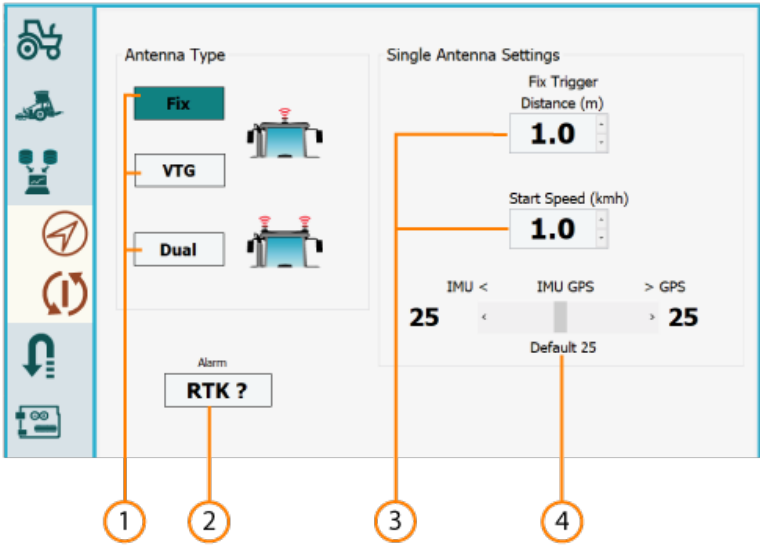 Antenna Type
Fix
VTG
Dual
Alarm
RTK ?
Single Antenna Settings
Fix Trigger
Distance (m)
1.0
Start Speed (kmh)
1.0
IMU < IMU GPS > GPS
25 < > 25
Default 25
1 2 3 4